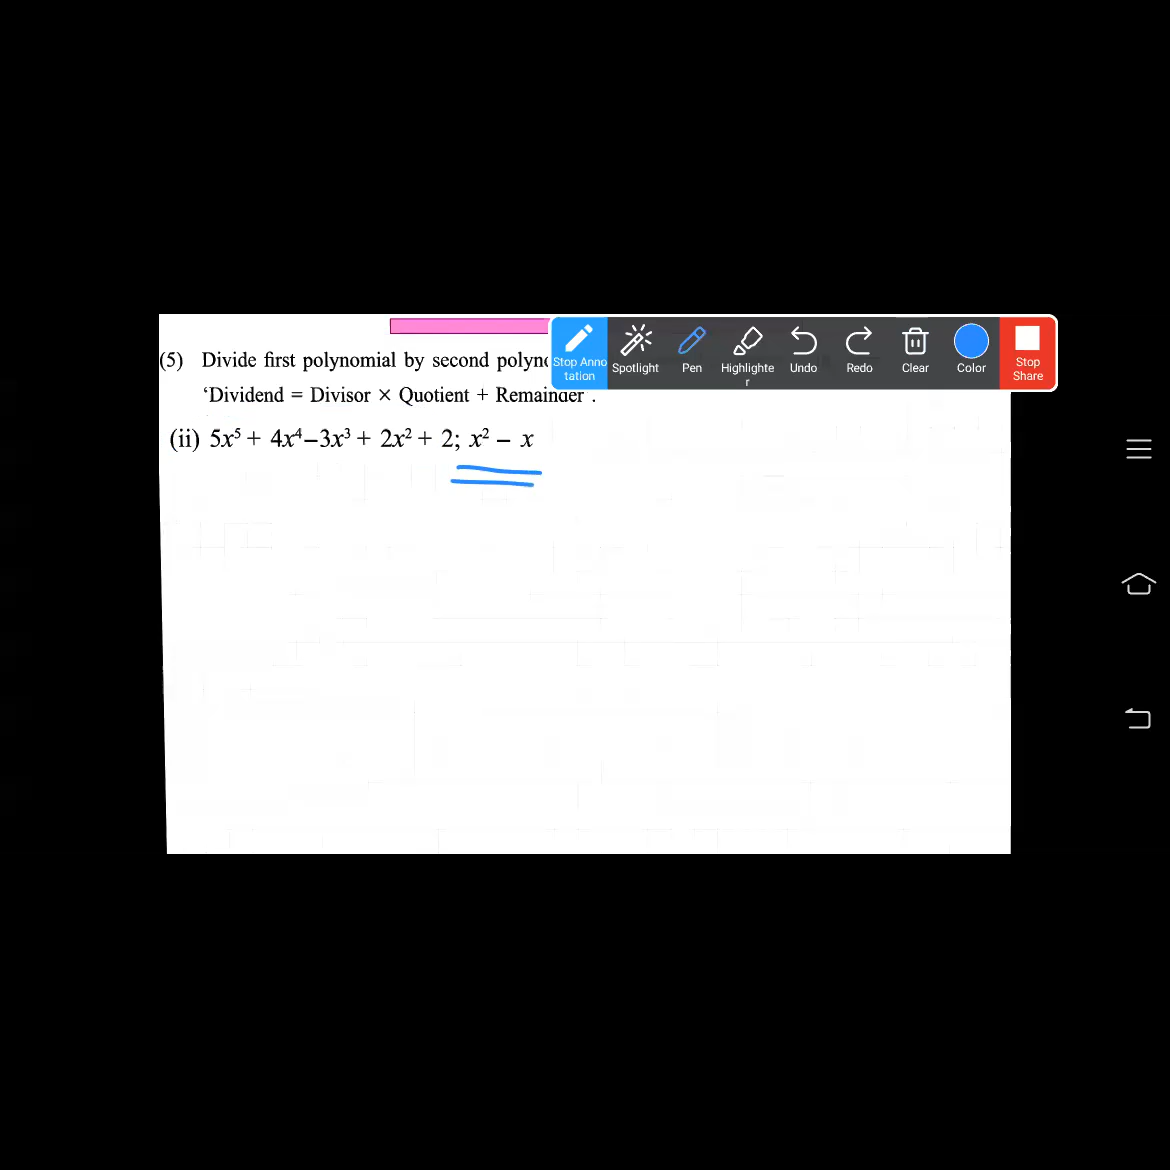 (5) Divide first polynomial by second
Stop Annotation Spotlight Pen Highlighter Undo Redo Clear Color Stop Share
'Dividend = Divisor × Quotient + Remainder'.
(ii) 5x⁵ + 4x⁴–3x³ + 2x² + 2; x² – x